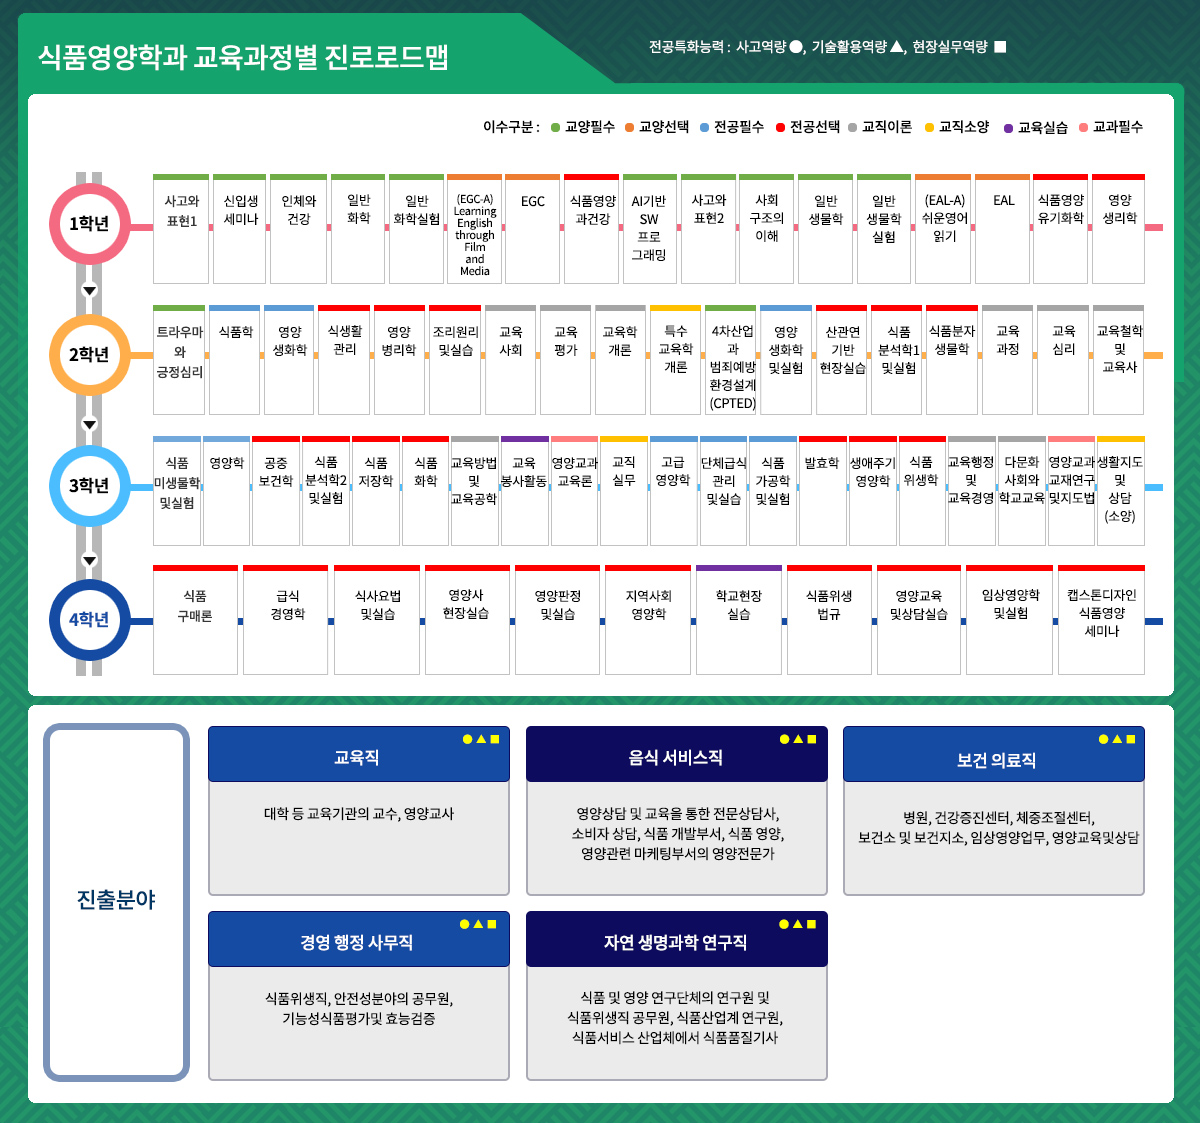 식품영양학과 교육과정별 진로로드맵
전공특화능력 : 사고역량 ●, 기술활용역량 ▲, 현장실무역량 ■
이수구분 : 교양필수 교양선택 전공필수 전공선택 교직이론 교직소양 교육실습 교과필수
1학년
사고와
표현1
신입생
세미나
인체와
건강
일반
화학
일반
화학실험
(EGC-A)
Learning
English
through
Film
and
Media
EGC
식품영양
과건강
AI기반
SW
프로
그래밍
사고와
표현2
사회
구조의
이해
일반
생물학
일반
생물학
실험
(EAL-A)
쉬운영어
읽기
EAL
식품영양
유기화학
영양
생리학
2학년
트라우마
와
긍정심리
식품학
영양
생화학
식생활
관리
영양
병리학
조리원리
및실습
교육
사회
교육
평가
교육학
개론
특수
교육학
개론
4차산업
과
범죄예방
환경설계
(CPTED)
영양
생화학
및실험
산관연
기반
현장실습
식품
분석학1
및실험
식품분자
생물학
교육
과정
교육
심리
교육철학
및
교육사
3학년
식품
미생물학
및실험
영양학
공중
보건학
식품
분석학2
및실험
식품
저장학
식품
화학
교육방법
및
교육공학
교육
봉사활동
영양교과
교육론
교직
실무
고급
영양학
단체급식
관리
및실습
식품
가공학
및실험
발효학
생애주기
영양학
식품
위생학
교육행정
및
교육경영
다문화
사회와
학교교육
영양교과
교재연구
및지도법
생활지도
및
상담
(소양)
4학년
식품
구매론
급식
경영학
식사요법
및실습
영양사
현장실습
영양판정
및실습
지역사회
영양학
학교현장
실습
식품위생
법규
영양교육
및상담실습
임상영양학
및실험
캡스톤디자인
식품영양
세미나
진출분야
●▲■
교육직
대학 등 교육기관의 교수, 영양교사
●▲■
음식 서비스직
영양상담 및 교육을 통한 전문상담사,
소비자 상담, 식품 개발부서, 식품 영양,
영양관련 마케팅부서의 영양전문가
●▲■
보건 의료직
병원, 건강증진센터, 체중조절센터,
보건소 및 보건지소, 임상영양업무, 영양교육및상담
●▲■
경영 행정 사무직
식품위생직, 안전성분야의 공무원,
기능성식품평가및 효능검증
●▲■
자연 생명과학 연구직
식품 및 영양 연구단체의 연구원 및
식품위생직 공무원, 식품산업계 연구원,
식품서비스 산업체에서 식품품질기사